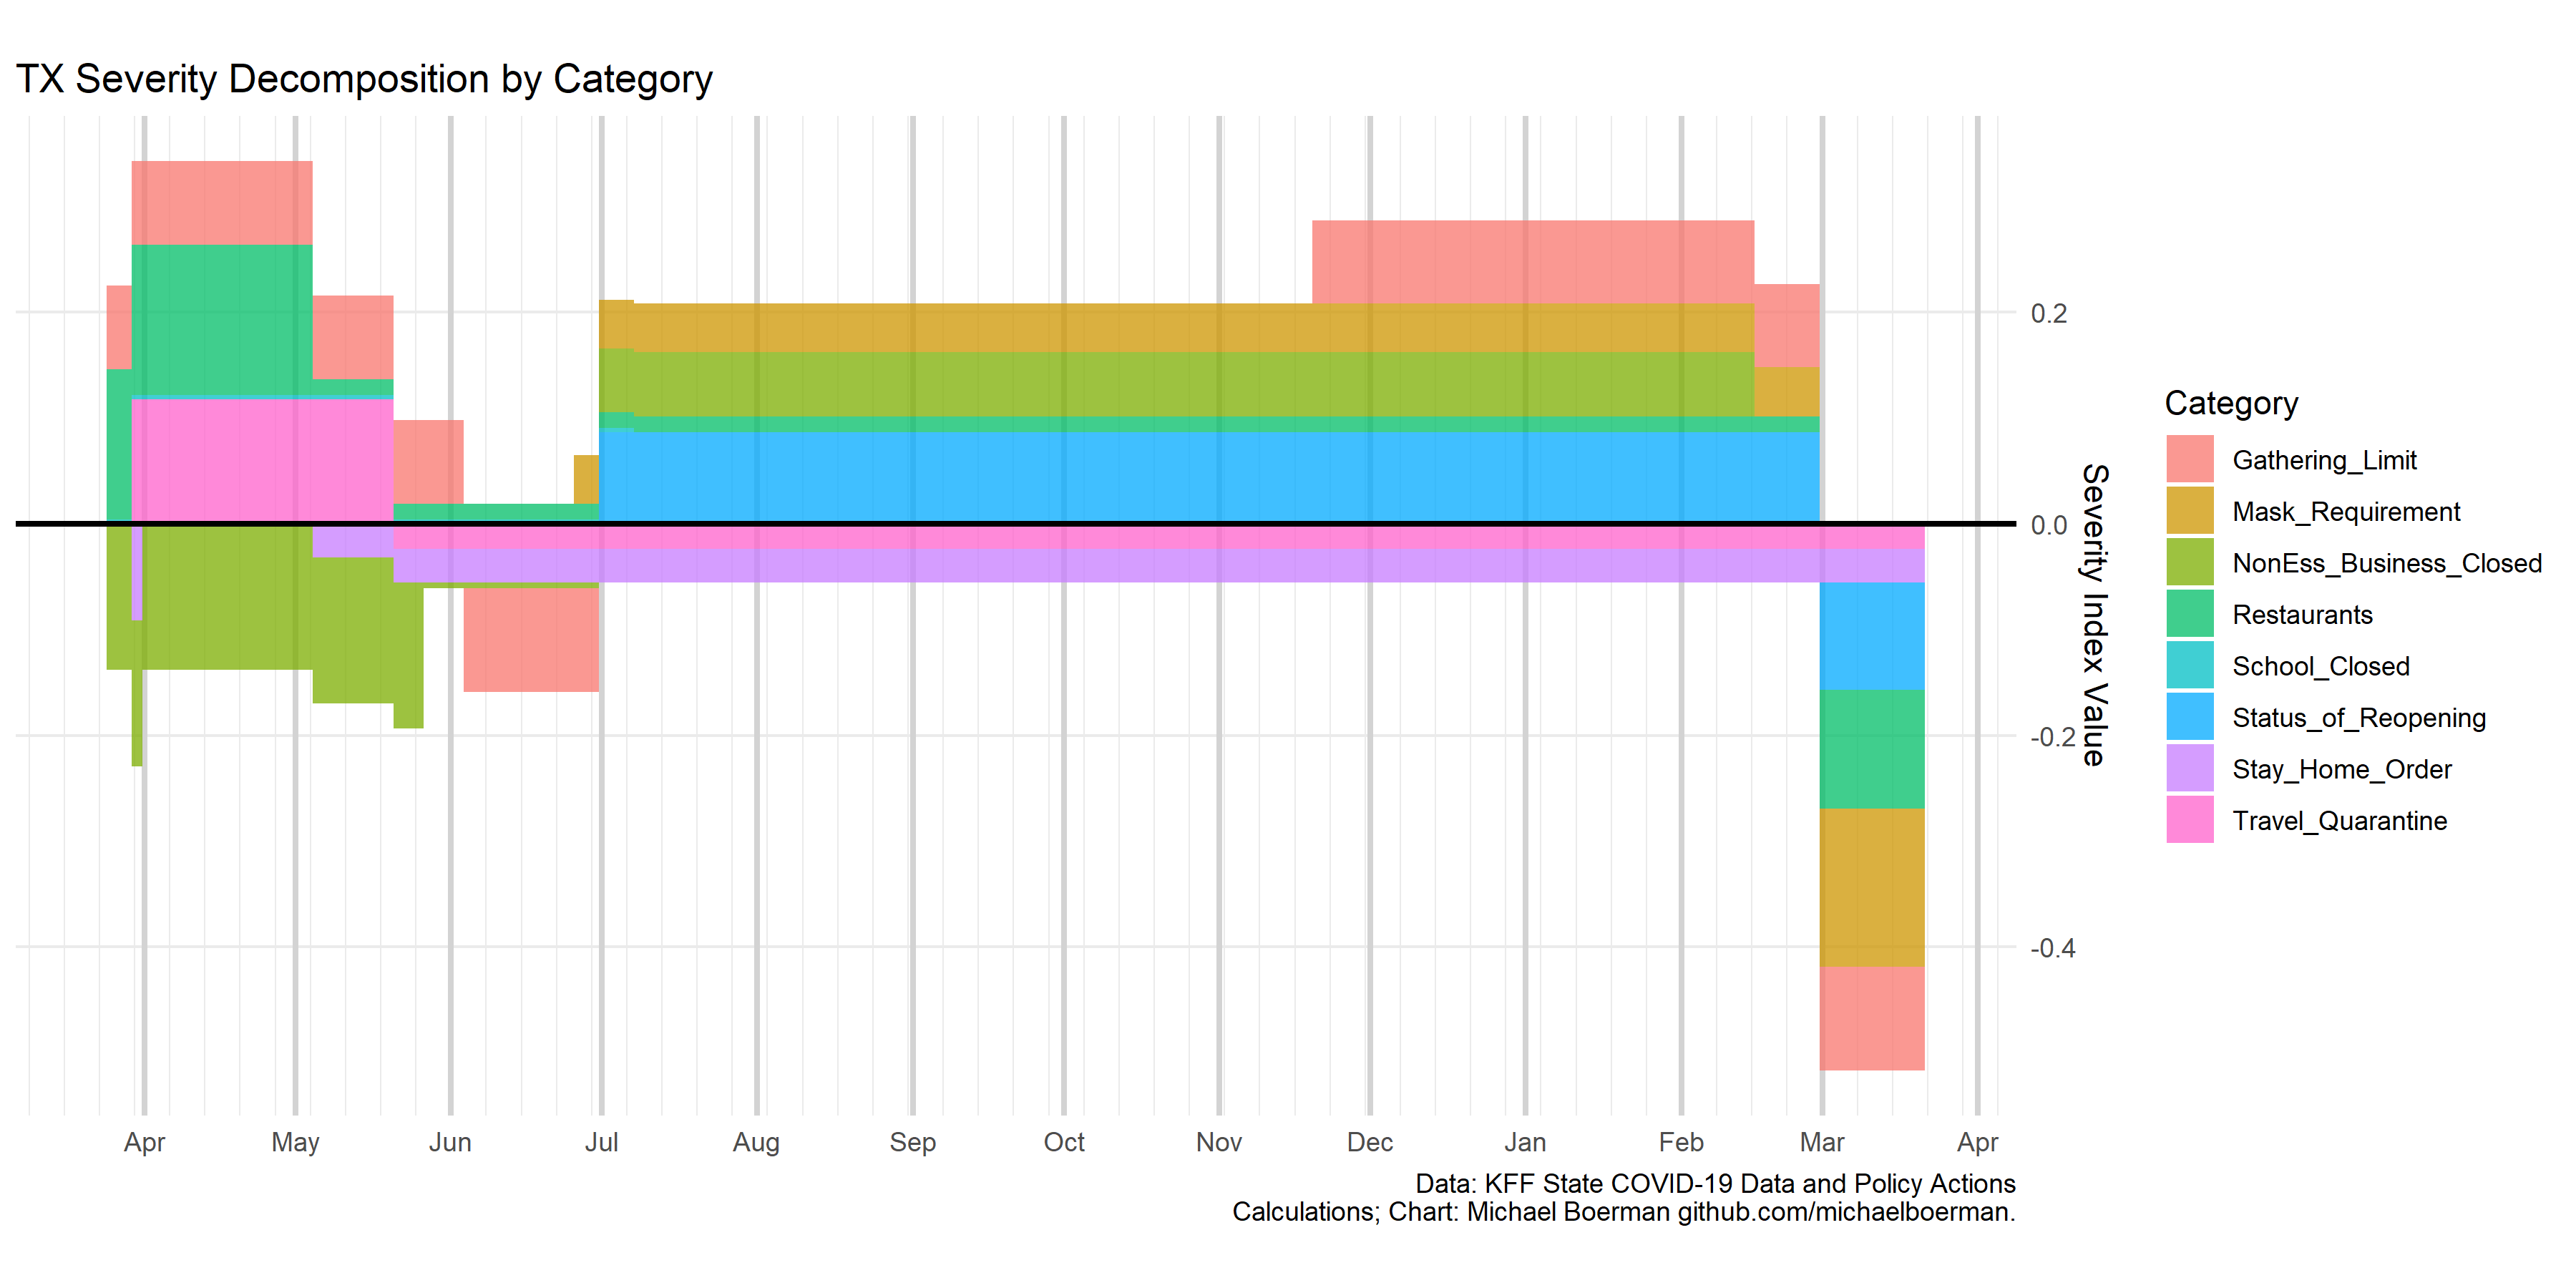 TX Severity Decomposition by Category
0.2
0.0
-0.2
-0.4
Severity Index Value
Apr May Jun Jul Aug Sep Oct Nov Dec Jan Feb Mar Apr
Category
Gathering_Limit
Mask_Requirement
NonEss_Business_Closed
Restaurants
School_Closed
Status_of_Reopening
Stay_Home_Order
Travel_Quarantine
Data: KFF State COVID-19 Data and Policy Actions
Calculations; Chart: Michael Boerman github.com/michaelboerman.